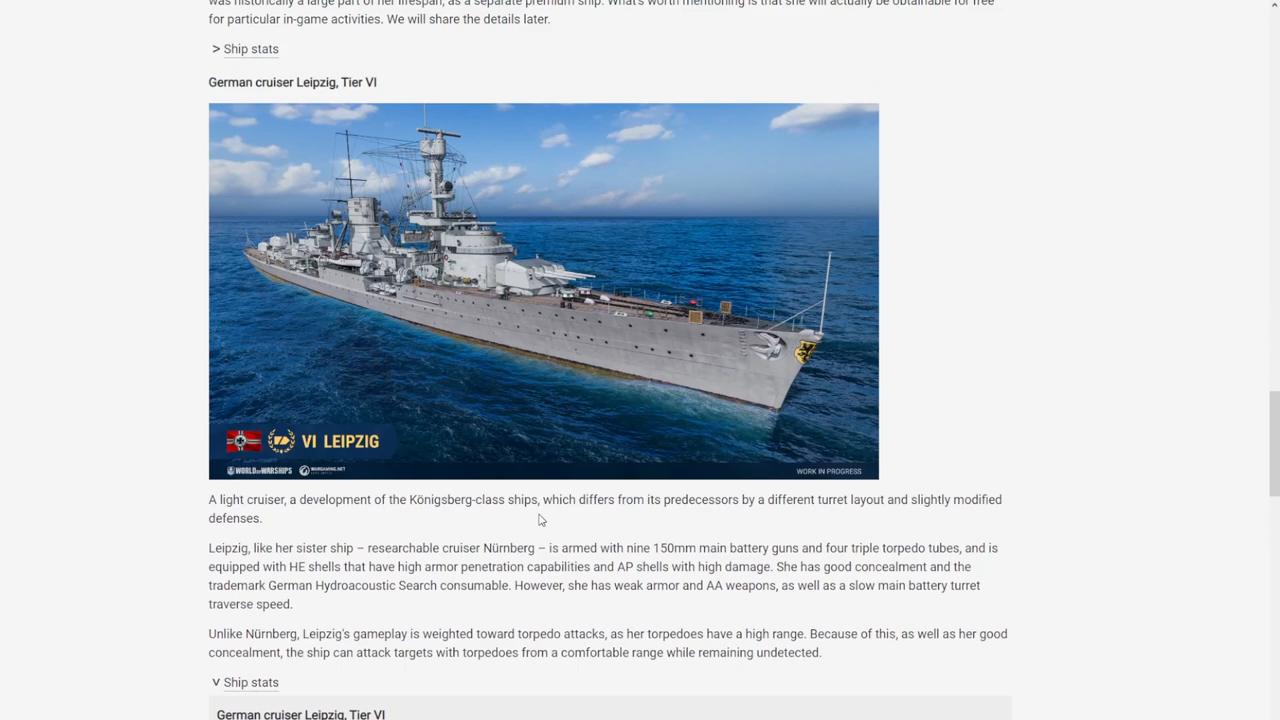 was historically a large part of her lifespan, as a separate premium ship. What's worth mentioning is that she will actually be obtainable for free
for particular in-game activities. We will share the details later.
> Ship stats
German cruiser Leipzig, Tier VI
VI LEIPZIG
WORLD OF WARSHIPS WARGAMING.NET
WORK IN PROGRESS
A light cruiser, a development of the Königsberg-class ships, which differs from its predecessors by a different turret layout and slightly modified
defenses.
Leipzig, like her sister ship – researchable cruiser Nürnberg – is armed with nine 150mm main battery guns and four triple torpedo tubes, and is
equipped with HE shells that have high armor penetration capabilities and AP shells with high damage. She has good concealment and the
trademark German Hydroacoustic Search consumable. However, she has weak armor and AA weapons, as well as a slow main battery turret
traverse speed.
Unlike Nürnberg, Leipzig's gameplay is weighted toward torpedo attacks, as her torpedoes have a high range. Because of this, as well as her good
concealment, the ship can attack targets with torpedoes from a comfortable range while remaining undetected.
v Ship stats
German cruiser Leipzig, Tier VI